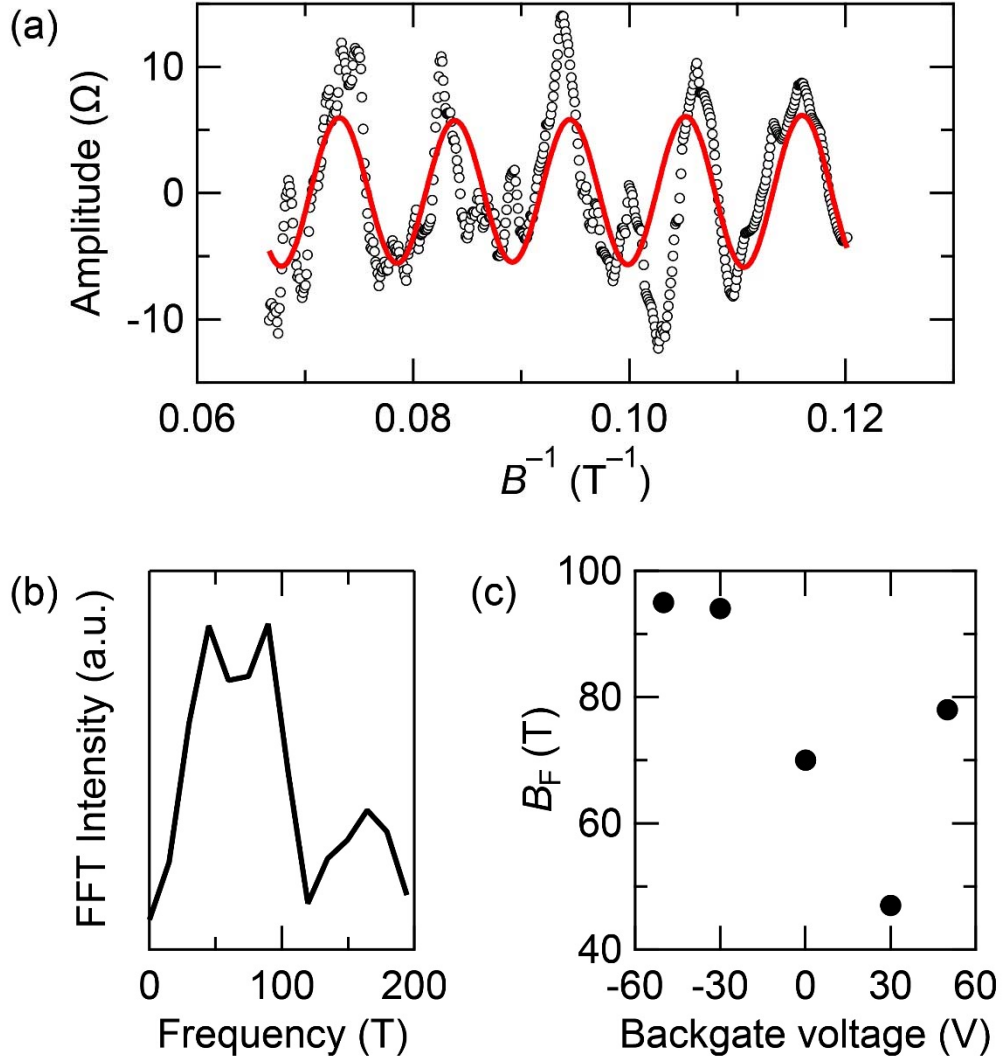 (a)
Amplitude (Ω)
10
0
-10
0.06
0.08
0.10
0.12
B⁻¹ (T⁻¹)
(b)
FFT Intensity (a.u.)
0
100
200
Frequency (T)
(c)
B_F (T)
100
80
60
40
-60
-30
0
30
60
Backgate voltage (V)